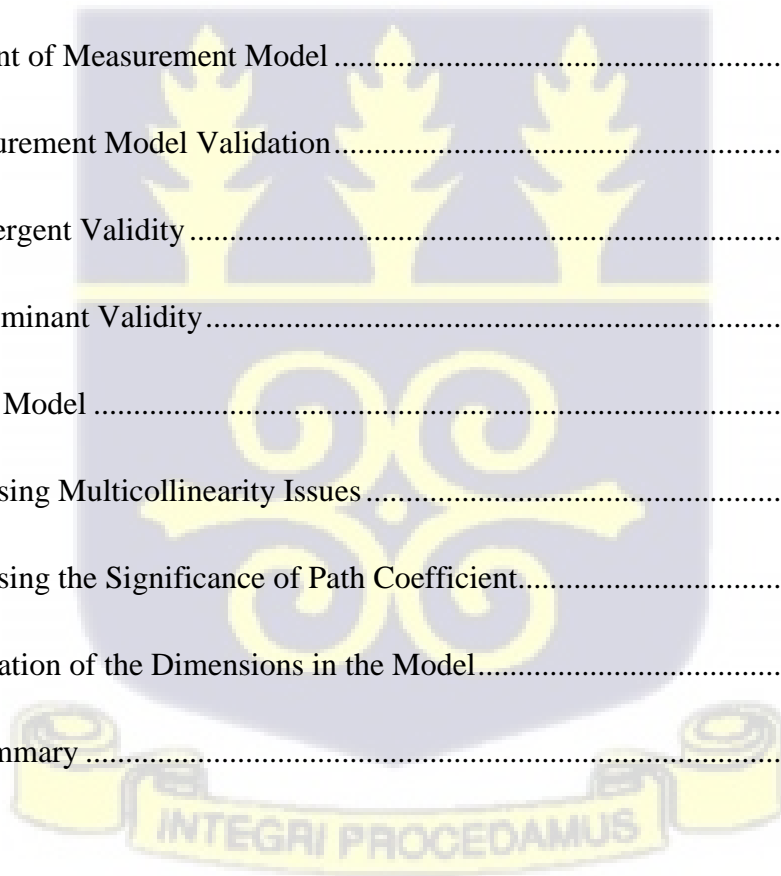 nt of Measurement Model ................................................................
urement Model Validation................................................................
ergent Validity ................................................................
minant Validity................................................................
Model ................................................................
sing Multicollinearity Issues ................................................................
sing the Significance of Path Coefficient................................................................
ation of the Dimensions in the Model................................................................
mmary ................................................................
INTEGRI PROCEDAMUS